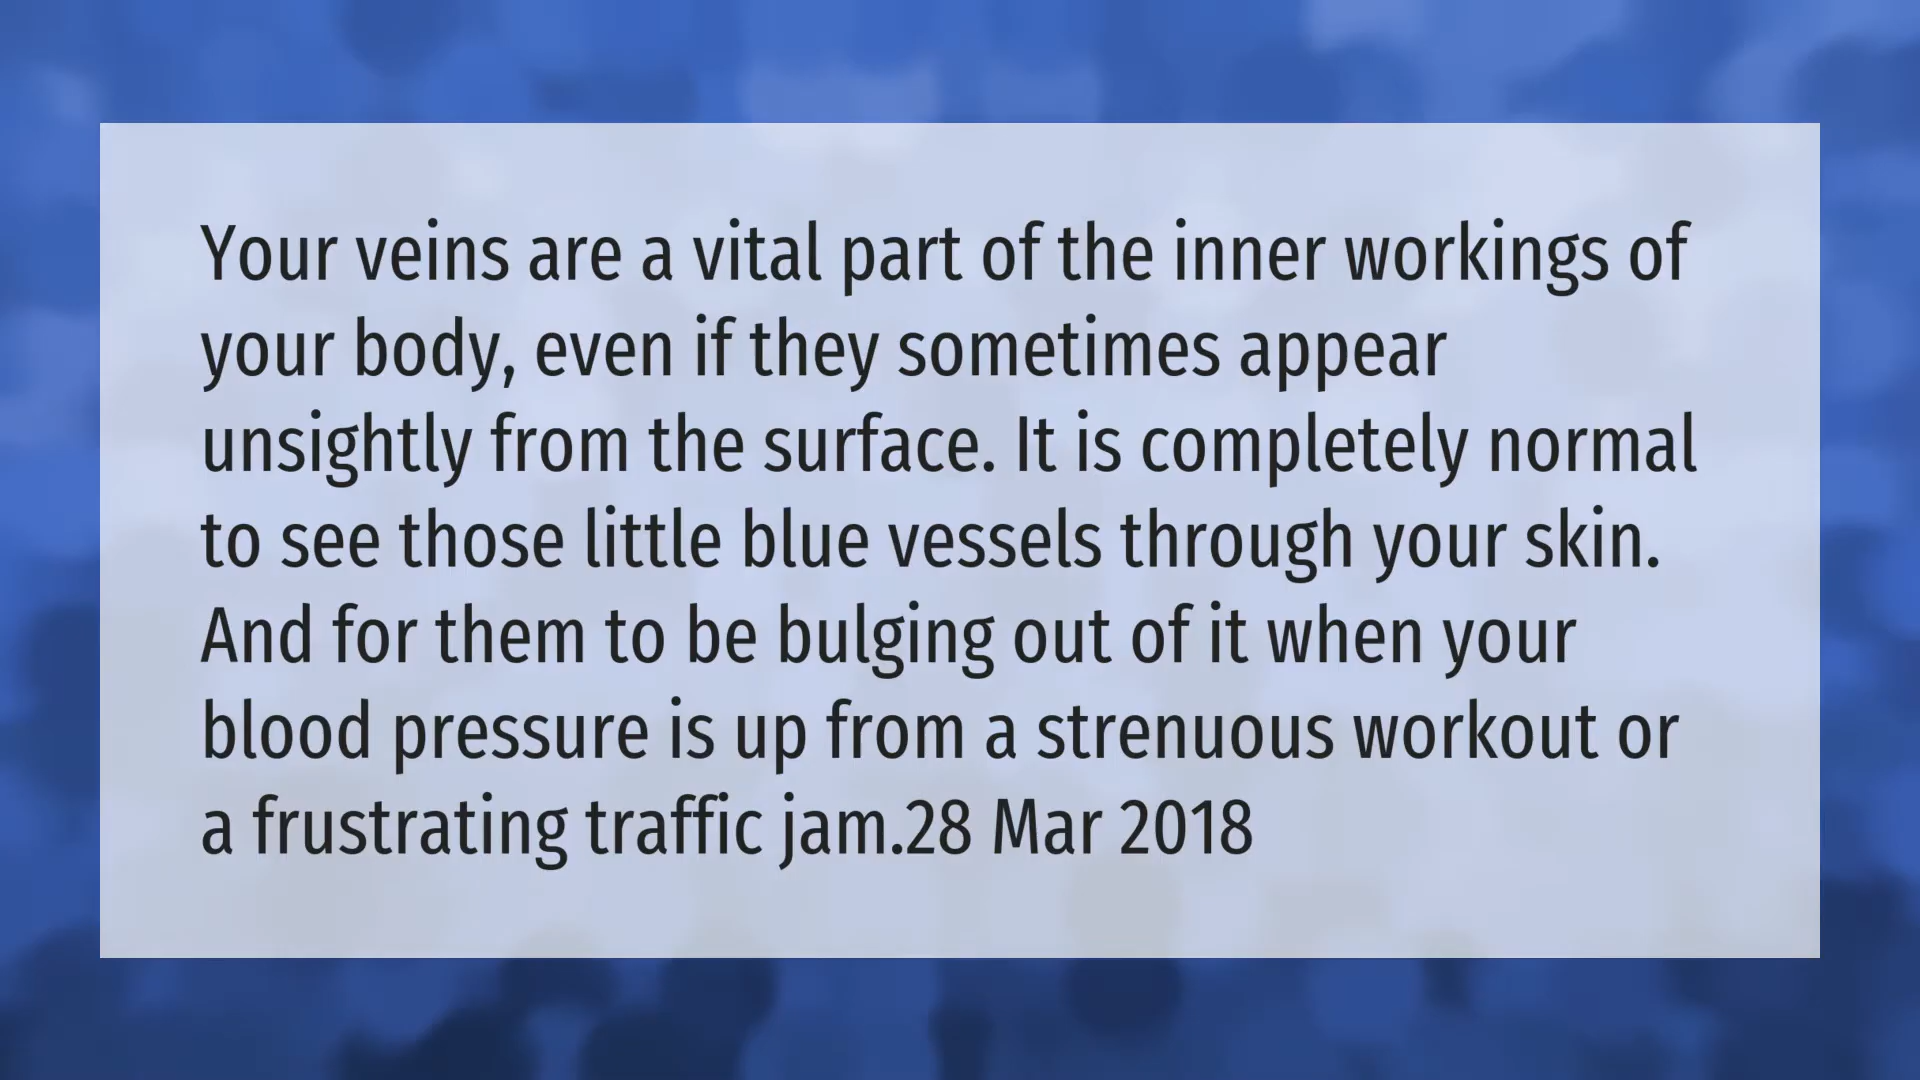 Your veins are a vital part of the inner workings of
your body, even if they sometimes appear
unsightly from the surface. It is completely normal
to see those little blue vessels through your skin.
And for them to be bulging out of it when your
blood pressure is up from a strenuous workout or
a frustrating traffic jam.28 Mar 2018